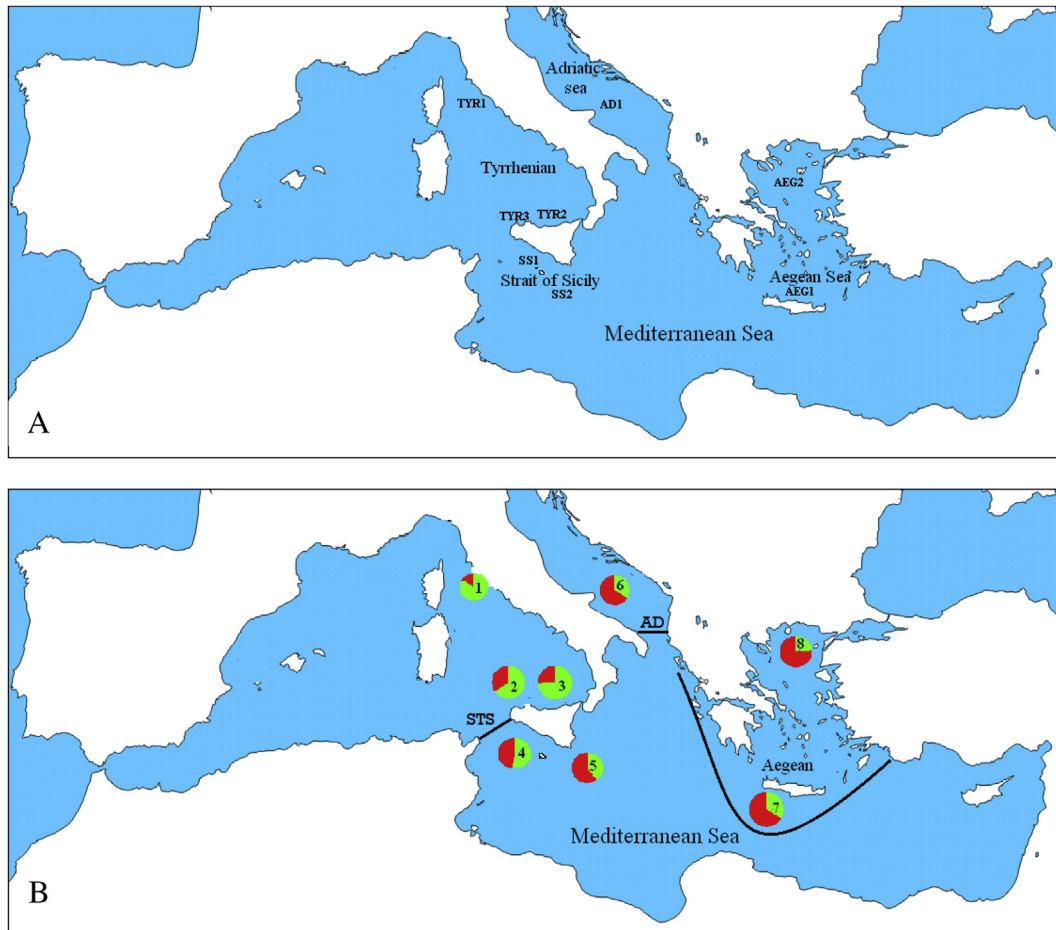 Adriatic
sea
TYR1
AD1
Tyrrhenian
AEG2
TYR3
TYR2
SS1
Strait of Sicily
SS2
Aegean Sea
AEG1
Mediterranean Sea
A
1
6
AD
8
2
3
STS
4
5
Aegean
7
Mediterranean Sea
B